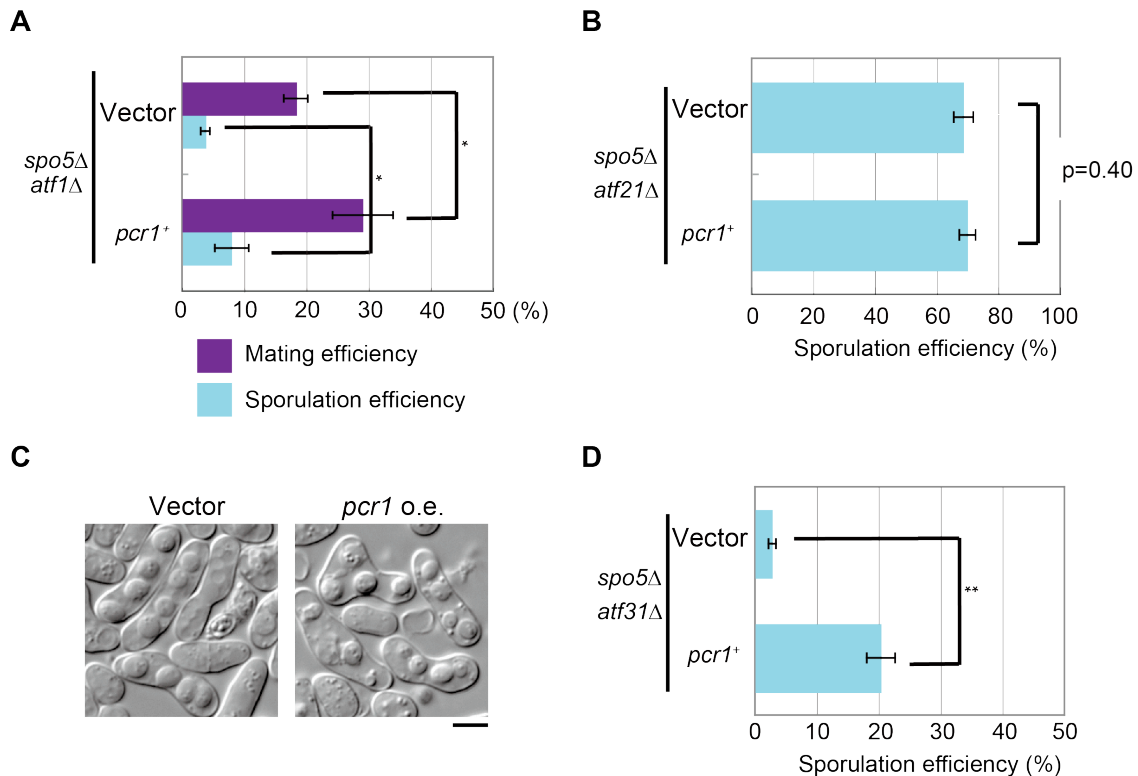 A
Vector
spo5Δ
atf1Δ
pcr1⁺
*
*
0 10 20 30 40 50 (%)
Mating efficiency
Sporulation efficiency
B
Vector
spo5Δ
atf21Δ
pcr1⁺
p=0.40
0 20 40 60 80 100
Sporulation efficiency (%)
C
Vector pcr1 o.e.
D
Vector
spo5Δ
atf31Δ
pcr1⁺
**
0 10 20 30 40 50
Sporulation efficiency (%)